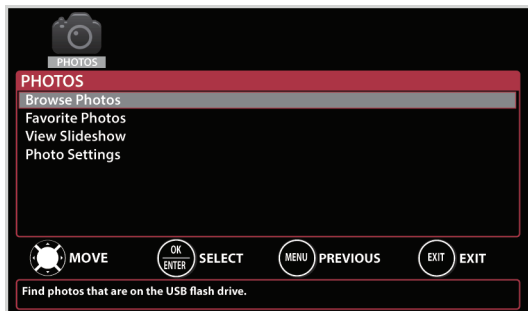 PHOTOS
PHOTOS
Browse Photos
Favorite Photos
View Slideshow
Photo Settings
MOVE OK ENTER SELECT MENU PREVIOUS EXIT EXIT
Find photos that are on the USB flash drive.